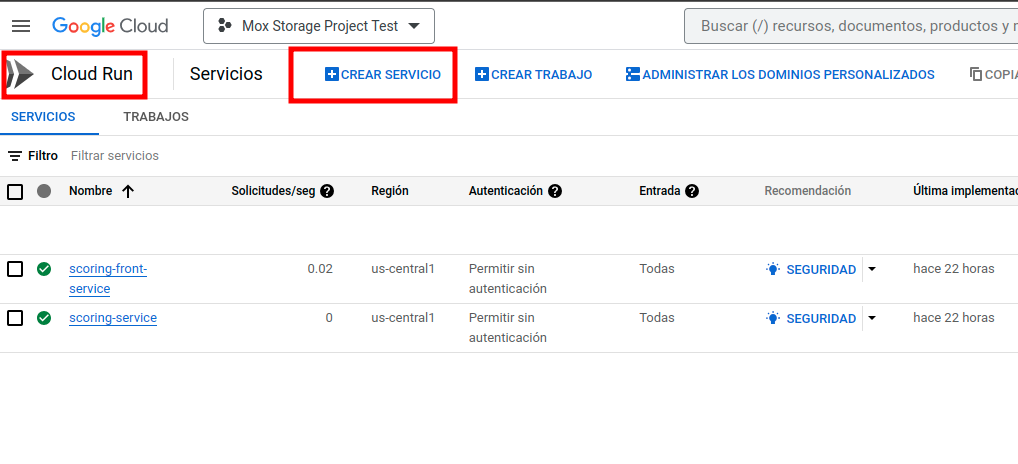 Google Cloud
Mox Storage Project Test
Buscar (/) recursos, documentos, productos y
Cloud Run
Servicios
CREAR SERVICIO
CREAR TRABAJO
ADMINISTRAR LOS DOMINIOS PERSONALIZADOS
COPIA
SERVICIOS
TRABAJOS
Filtro
Filtrar servicios
Nombre
Solicitudes/seg
Región
Autenticación
Entrada
Recomendación
Última implementac
scoring-front-
service
0.02
us-central1
Permitir sin
autenticación
Todas
SEGURIDAD
hace 22 horas
scoring-service
0
us-central1
Permitir sin
autenticación
Todas
SEGURIDAD
hace 22 horas